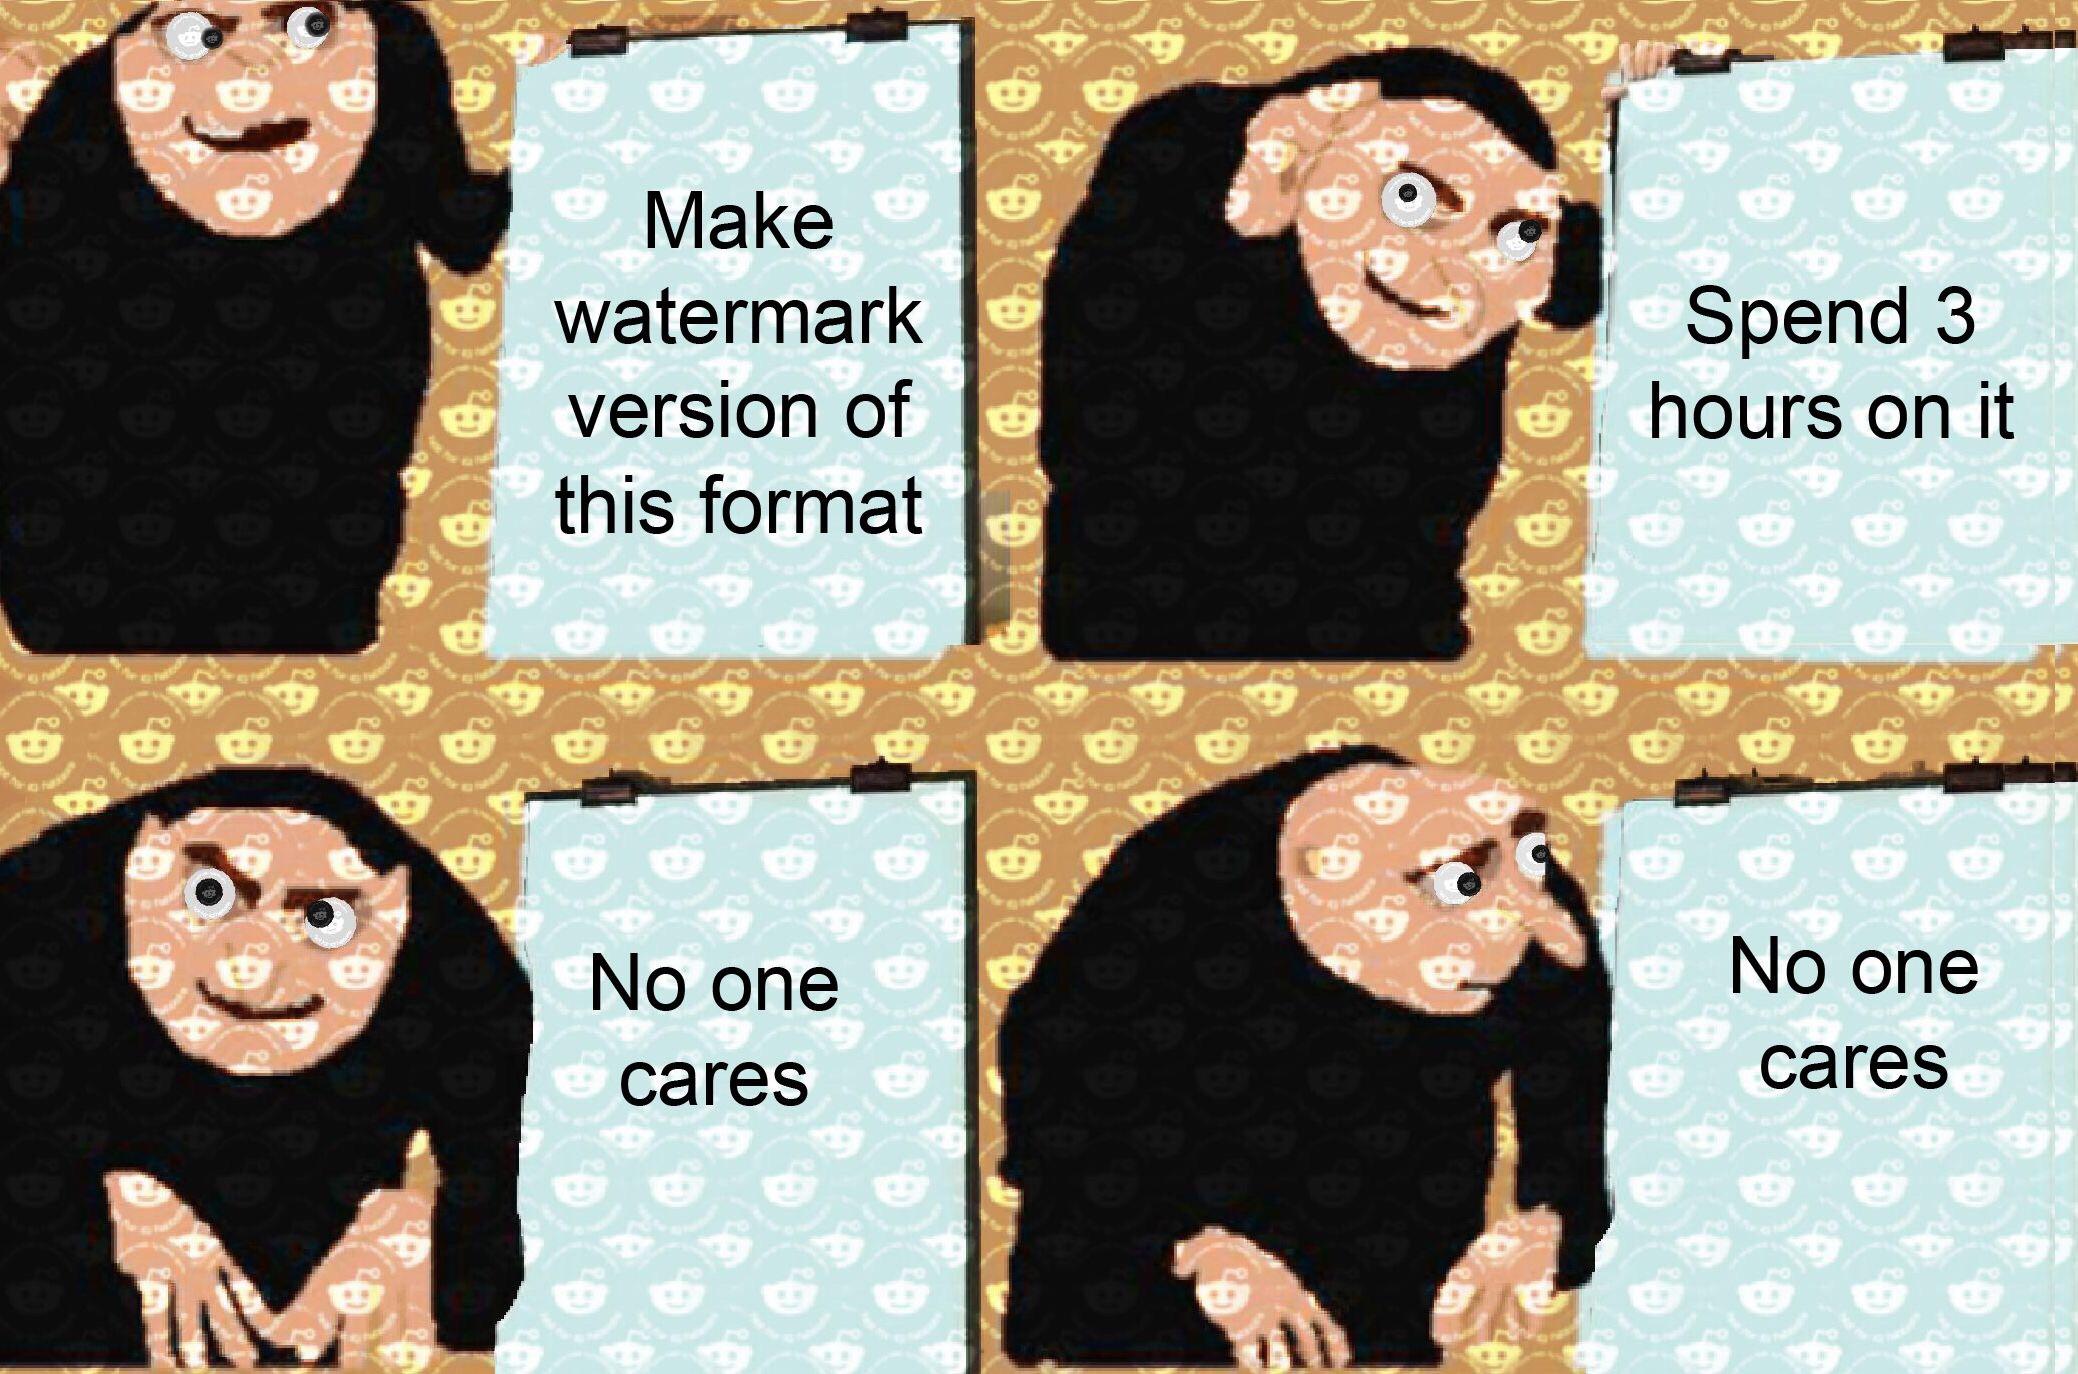 Make
watermark
version of
this format
Spend 3
hours on it
No one
cares
No one
cares